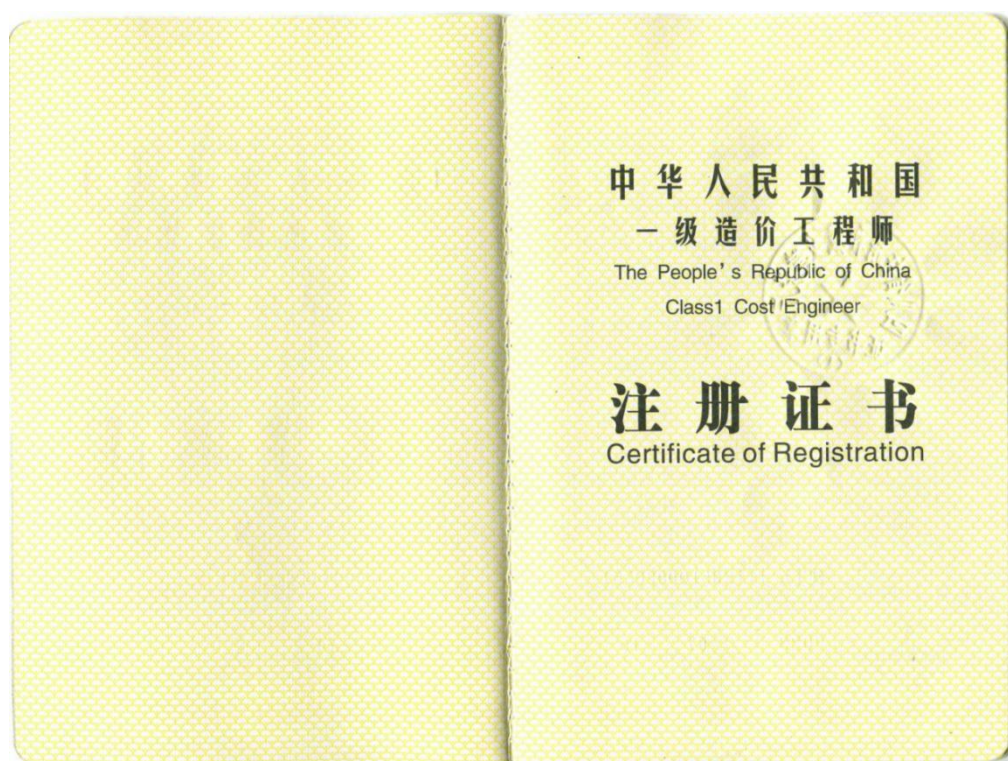 中华人民共和国
一级造价工程师
The People's Republic of China
Class1 Cost Engineer
注册证书
Certificate of Registration